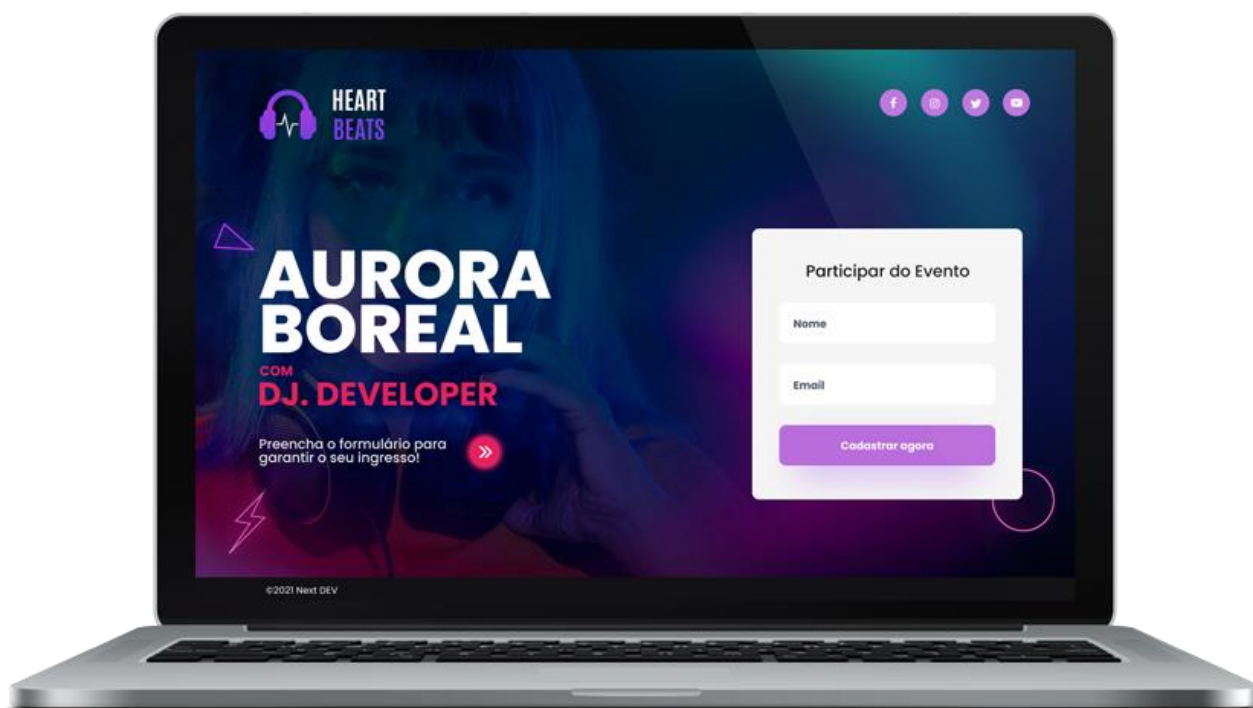 HEART
BEATS
AURORA
BOREAL
COM
DJ. DEVELOPER
Preencha o formulário para
garantir o seu ingresso!
Participar do Evento
Nome
Email
Cadastrar agora
©2021 Next DEV